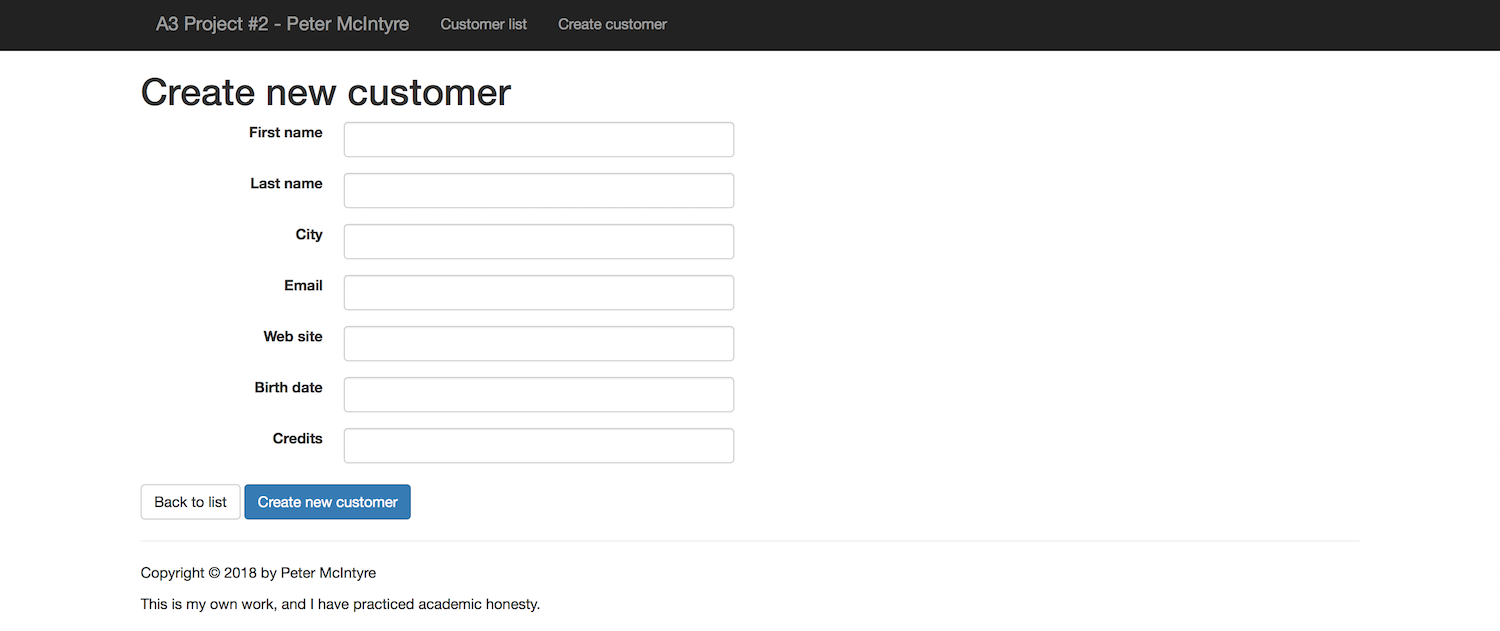 A3 Project #2 - Peter McIntyre Customer list Create customer
Create new customer
First name
Last name
City
Email
Web site
Birth date
Credits
Back to list Create new customer
Copyright © 2018 by Peter McIntyre
This is my own work, and I have practiced academic honesty.